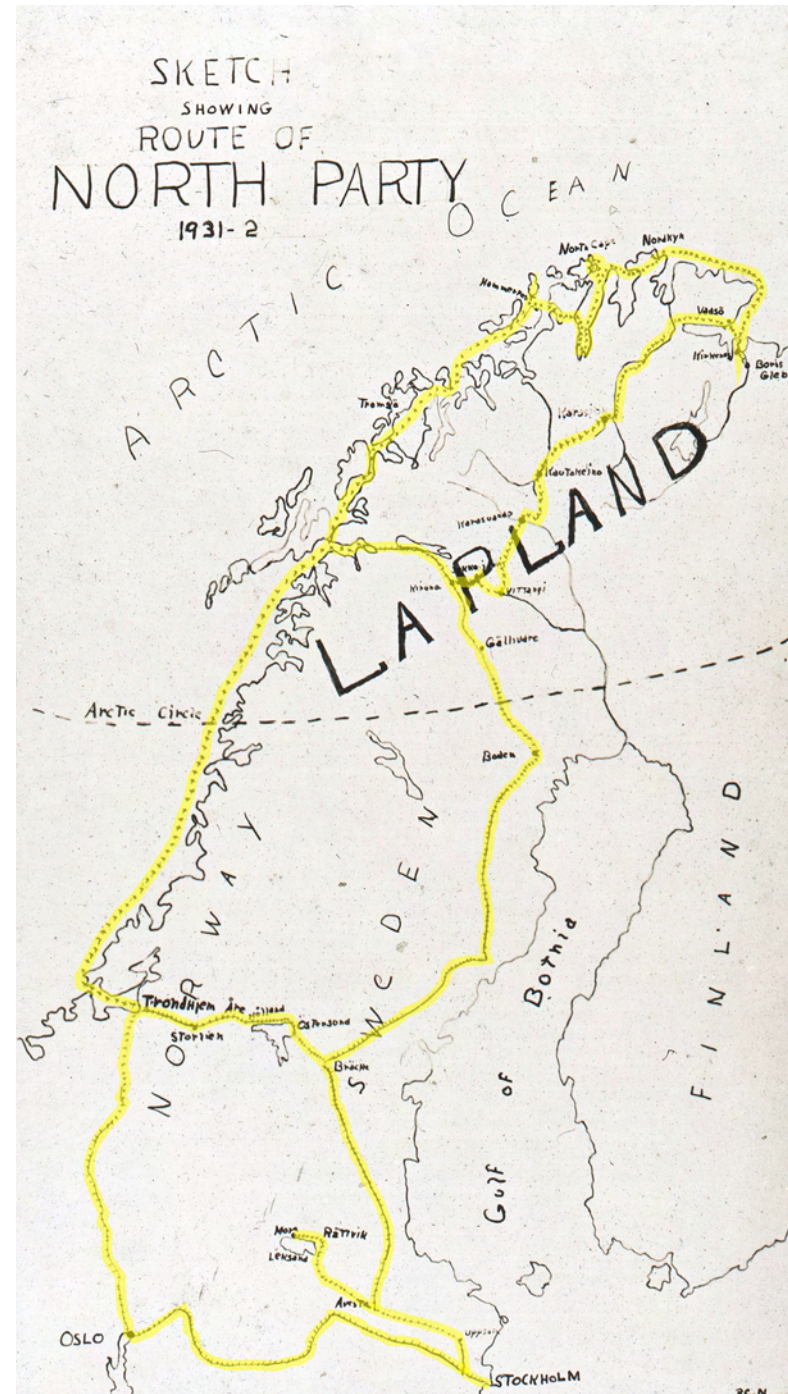 SKETCH
SHOWING
ROUTE OF
NORTH PARTY
1931-2
ARCTIC OCEAN
North Cape
Nordkyn
Vadsö
Boris
Gleb
Tromsö
Karasjok
Kautokeino
LAPLAND
Kiruna
Vittangi
Gällivare
Arctic Circle
Boden
NORWAY
SWEDEN
FINLAND
Gulf of Bothnia
Trondhjem
Åre
Storlien
Östersund
Bräcke
Mora
Rättvik
Leksand
Uppsala
OSLO
STOCKHOLM